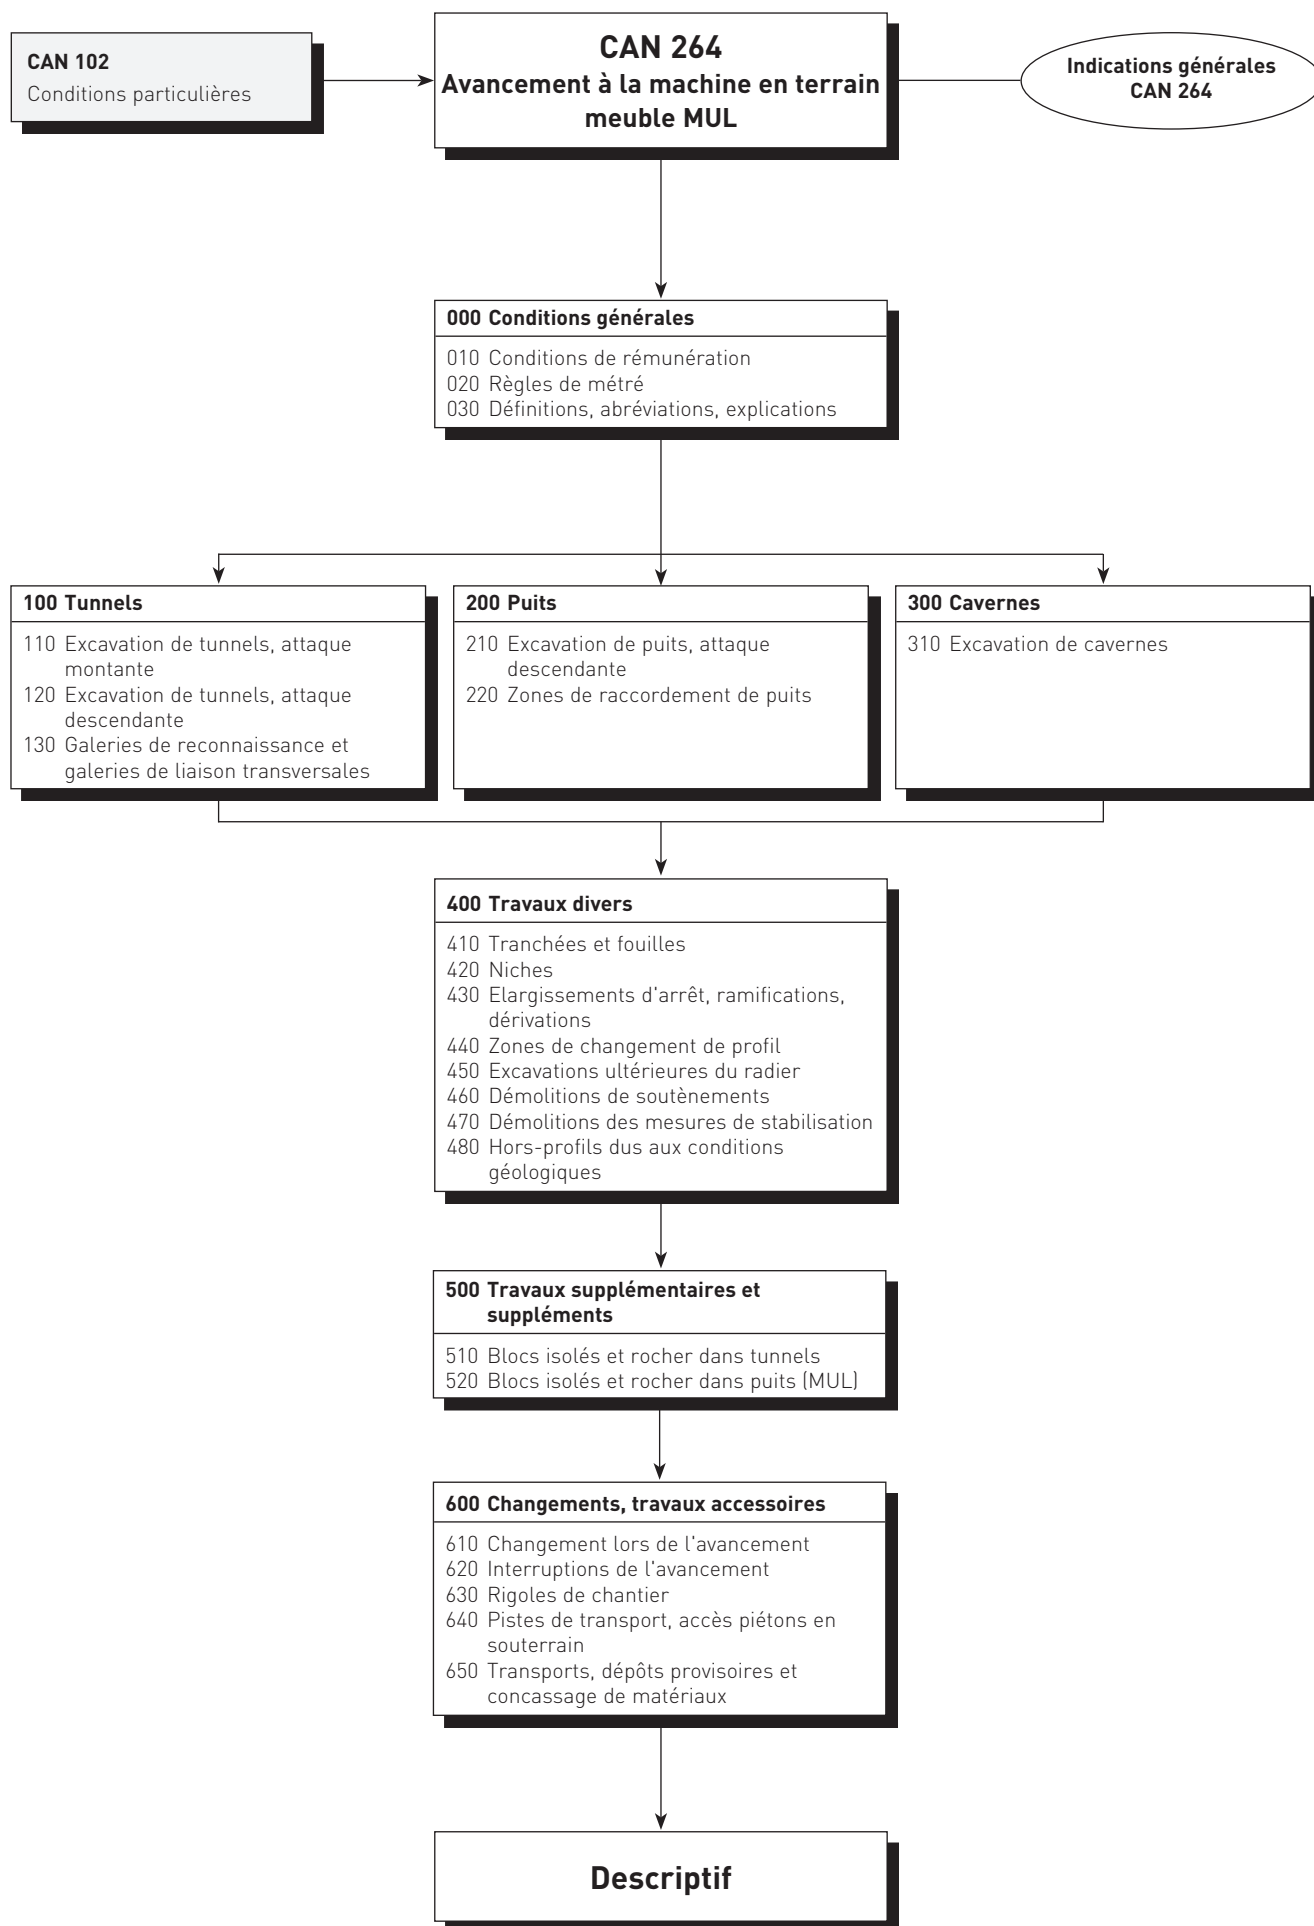 CAN 102
Conditions particulières
CAN 264
Avancement à la machine en terrain
meuble MUL
Indications générales
CAN 264
000 Conditions générales
010 Conditions de rémunération
020 Règles de métré
030 Définitions, abréviations, explications
100 Tunnels
110 Excavation de tunnels, attaque
montante
120 Excavation de tunnels, attaque
descendante
130 Galeries de reconnaissance et
galeries de liaison transversales
200 Puits
210 Excavation de puits, attaque
descendante
220 Zones de raccordement de puits
300 Cavernes
310 Excavation de cavernes
400 Travaux divers
410 Tranchées et fouilles
420 Niches
430 Elargissements d'arrêt, ramifications,
dérivations
440 Zones de changement de profil
450 Excavations ultérieures du radier
460 Démolitions de soutènements
470 Démolitions des mesures de stabilisation
480 Hors-profils dus aux conditions
géologiques
500 Travaux supplémentaires et
suppléments
510 Blocs isolés et rocher dans tunnels
520 Blocs isolés et rocher dans puits (MUL)
600 Changements, travaux accessoires
610 Changement lors de l'avancement
620 Interruptions de l'avancement
630 Rigoles de chantier
640 Pistes de transport, accès piétons en
souterrain
650 Transports, dépôts provisoires et
concassage de matériaux
Descriptif